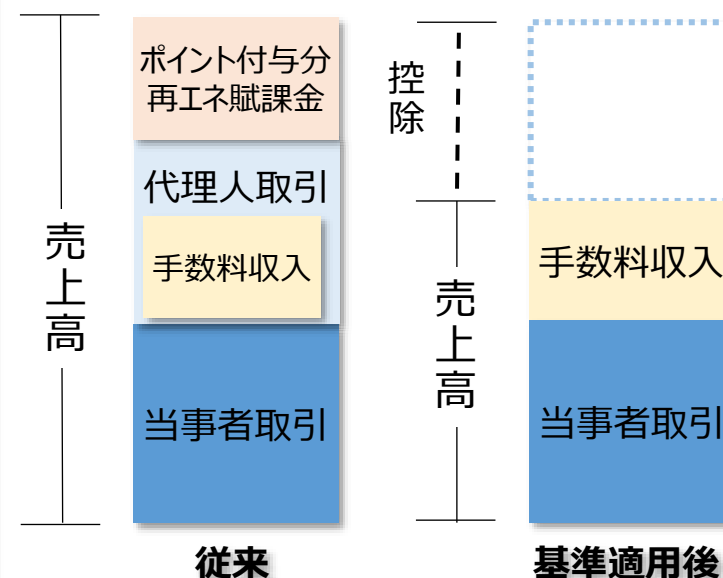 売上高
ポイント付与分
再エネ賦課金
代理人取引
手数料収入
当事者取引
従来
控除
売上高
手数料収入
当事者取引
基準適用後